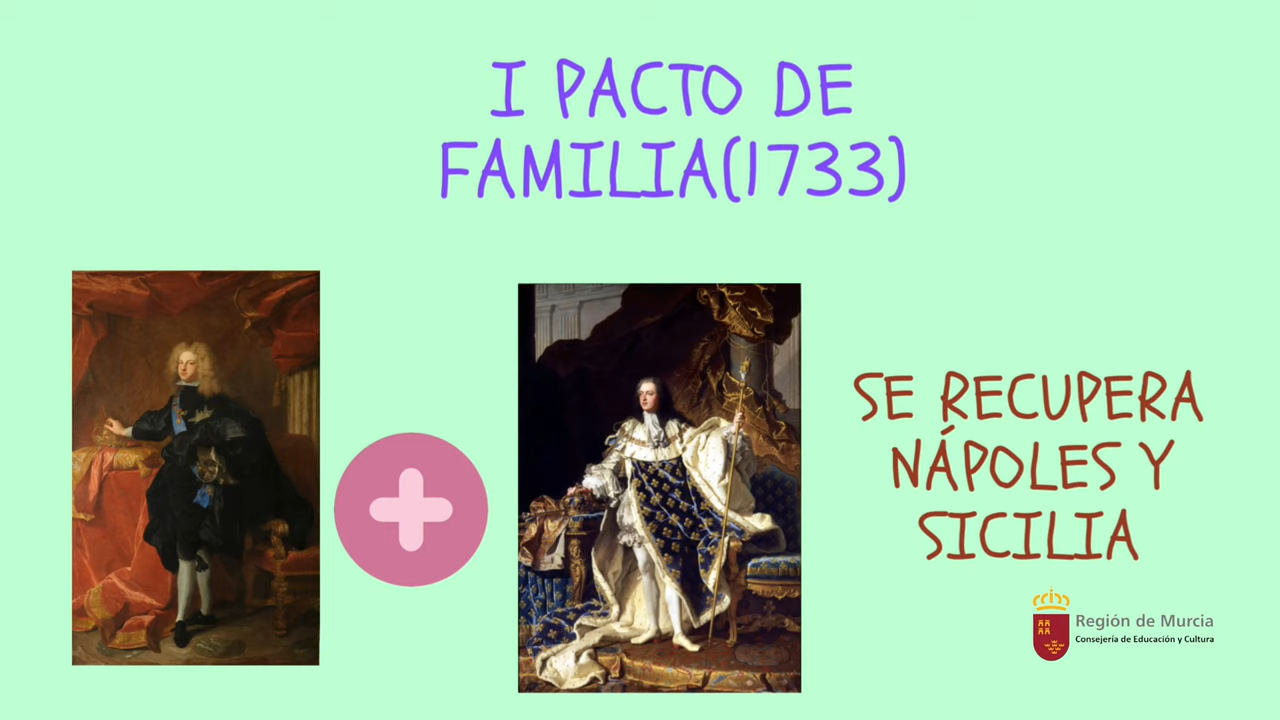 I PACTO DE
FAMILIA(1733)
SE RECUPERA
NÁPOLES Y
SICILIA
Región de Murcia
Consejería de Educación y Cultura